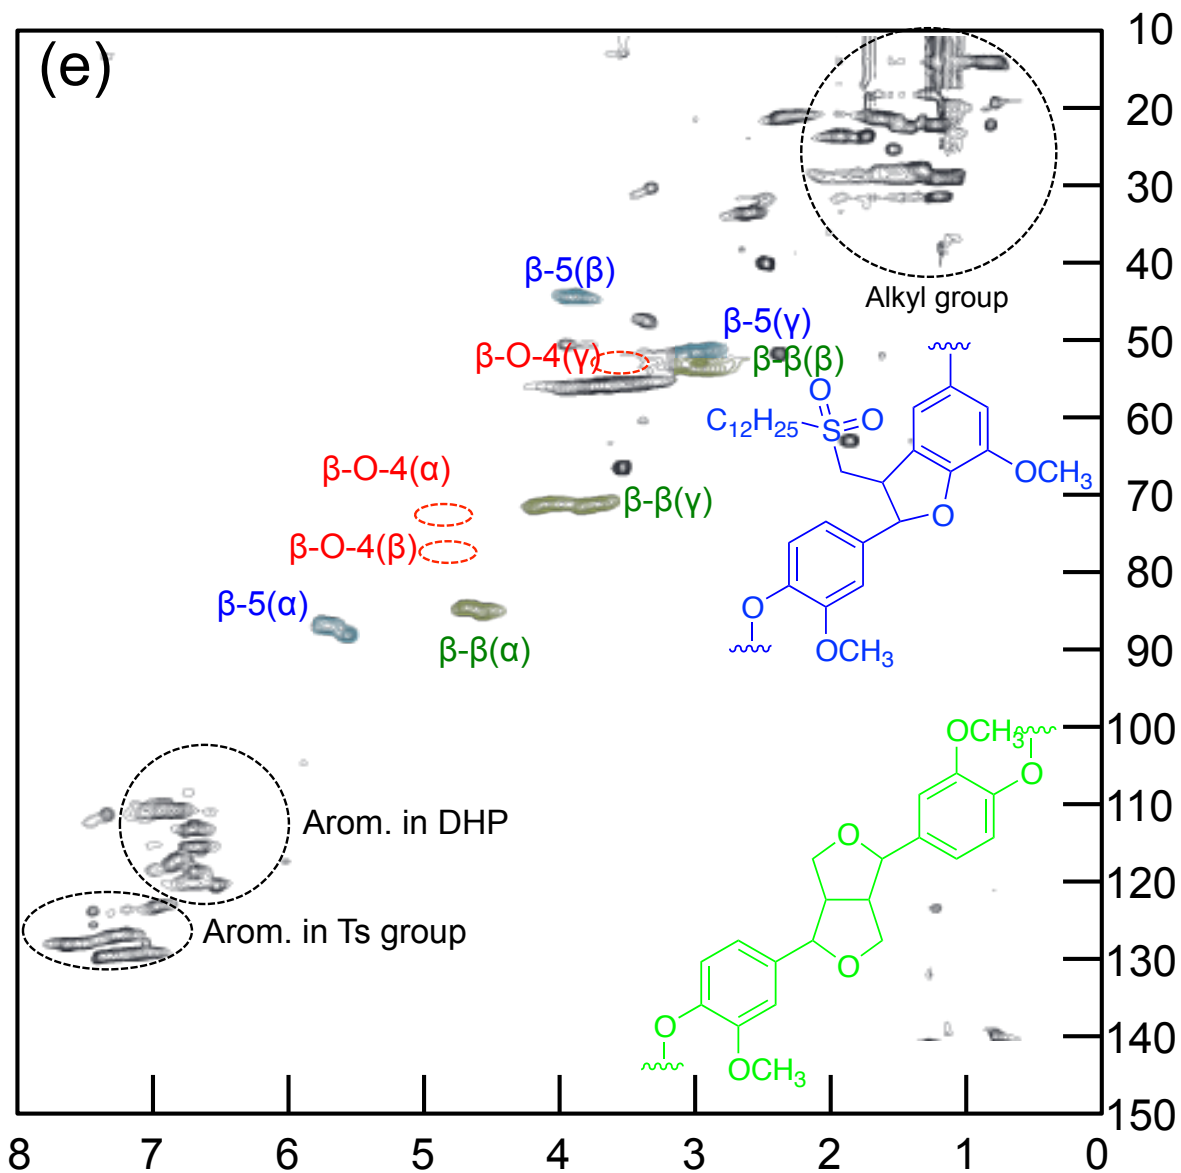 (e)
10
20
30
40
50
60
70
80
90
100
110
120
130
140
150
β-5(β)
Alkyl group
β-5(γ)
β-O-4(γ)
β-β(β)
O
C₁₂H₂₅
S
O
OCH₃
β-O-4(α)
β-β(γ)
O
β-O-4(β)
β-5(α)
O
β-β(α)
OCH₃
OCH₃
O
Arom. in DHP
O
Arom. in Ts group
O
O
OCH₃
8 7 6 5 4 3 2 1 0